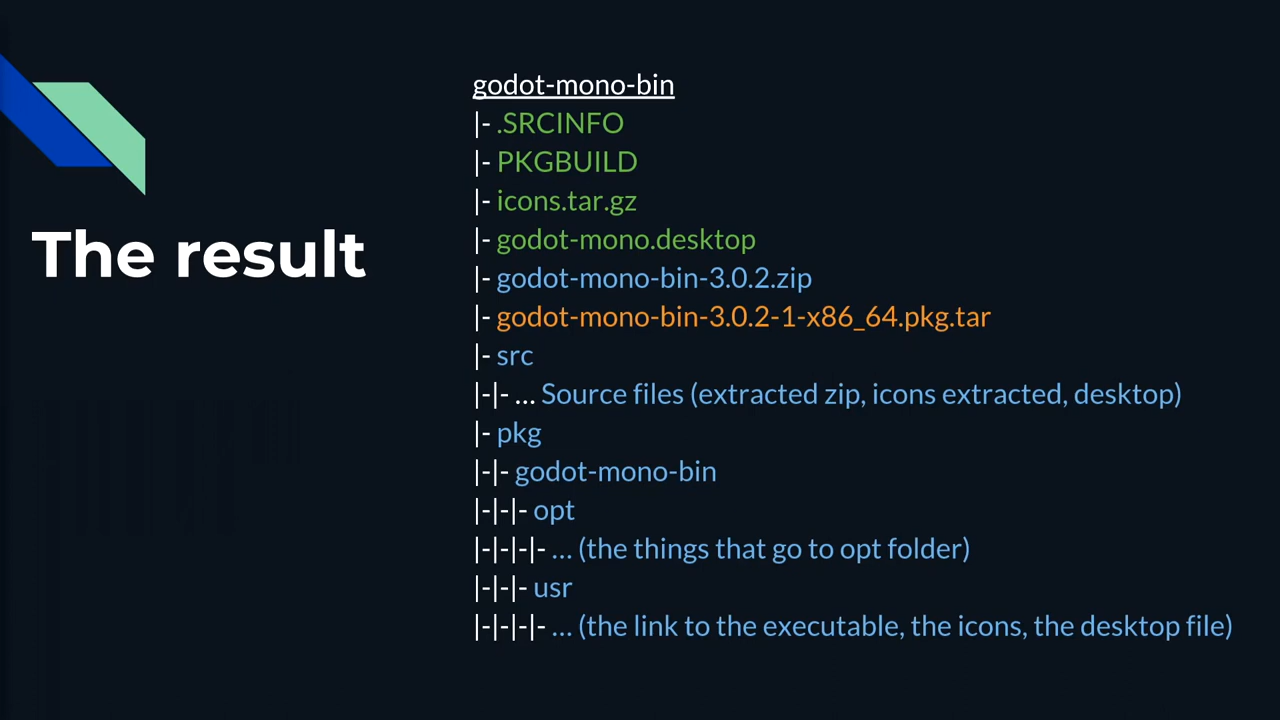 The result
godot-mono-bin
|- .SRCINFO
|- PKGBUILD
|- icons.tar.gz
|- godot-mono.desktop
|- godot-mono-bin-3.0.2.zip
|- godot-mono-bin-3.0.2-1-x86_64.pkg.tar
|- src
|-|- ... Source files (extracted zip, icons extracted, desktop)
|- pkg
|-|- godot-mono-bin
|-|-|- opt
|-|-|-|- ... (the things that go to opt folder)
|-|-|- usr
|-|-|-|- ... (the link to the executable, the icons, the desktop file)